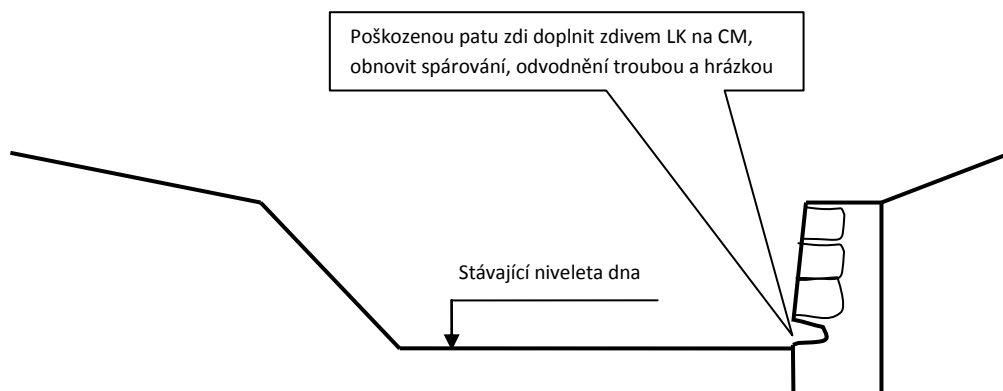 Poškozenou patu zdi doplnit zdivem LK na CM,
obnovit spárování, odvodnění troubou a hrázkou
Stávající niveleta dna